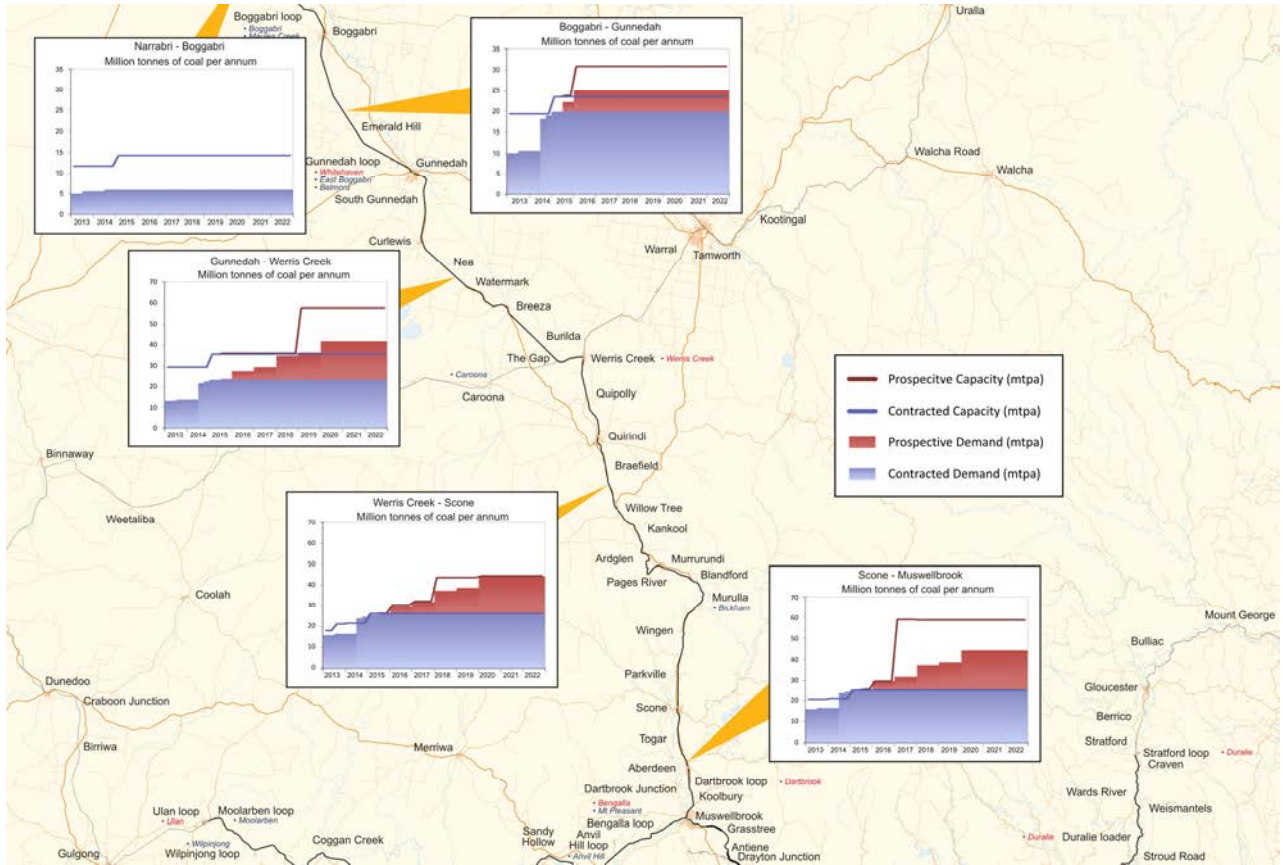 Boggabri loop
• Boggabri
• Maules Creek
Boggabri
Uralla
Narrabri - Boggabri
Million tonnes of coal per annum
35
30
25
20
15
10
5
0
2013 2014 2015 2016 2017 2018 2019 2020 2021 2022
Boggabri - Gunnedah
Million tonnes of coal per annum
35
30
25
20
15
10
5
0
2013 2014 2015 2016 2017 2018 2019 2020 2021 2022
Emerald Hill
Gunnedah loop
• Whitehaven
• East Boggabri
• Belmont
Gunnedah
South Gunnedah
Walcha Road
Walcha
Kootingal
Curlewis
Warral
Tamworth
Nea
Watermark
Breeza
Gunnedah - Werris Creek
Million tonnes of coal per annum
70
60
50
40
30
20
10
0
2013 2014 2015 2016 2017 2018 2019 2020 2021 2022
Burilda
The Gap
Werris Creek
• Werris Creek
• Caroona
Caroona
Quipolly
Quirindi
Braefield
Prospecitve Capacity (mtpa)
Contracted Capacity (mtpa)
Prospective Demand (mtpa)
Contracted Demand (mtpa)
Binnaway
Weetaliba
Werris Creek - Scone
Million tonnes of coal per annum
70
60
50
40
30
20
10
0
2013 2014 2015 2016 2017 2018 2019 2020 2021 2022
Willow Tree
Kankool
Ardglen
Murrurundi
Pages River
Blandford
Murulla
• Bickham
Wingen
Coolah
Scone - Muswellbrook
Million tonnes of coal per annum
70
60
50
40
30
20
10
0
2013 2014 2015 2016 2017 2018 2019 2020 2021 2022
Mount George
Bulliac
Parkville
Gloucester
Dunedoo
Craboon Junction
Scone
Berrico
Birriwa
Merriwa
Togar
Stratford
Stratford loop
• Duralie
Craven
Aberdeen
Dartbrook Junction
Dartbrook loop
• Dartbrook
Koolbury
Wards River
Weismantels
Ulan loop
• Ulan
Moolarben loop
• Moolarben
• Bengalla
• Mt Pleasant
Bengalla loop
Muswellbrook
Grasstree
Gulgong
• Wilpinjong
Wilpinjong loop
Coggan Creek
Sandy
Hollow
Anvil
Hill loop
• Anvil Hill
Antiene
Drayton Junction
• Duralie
Duralie loader
Stroud Road